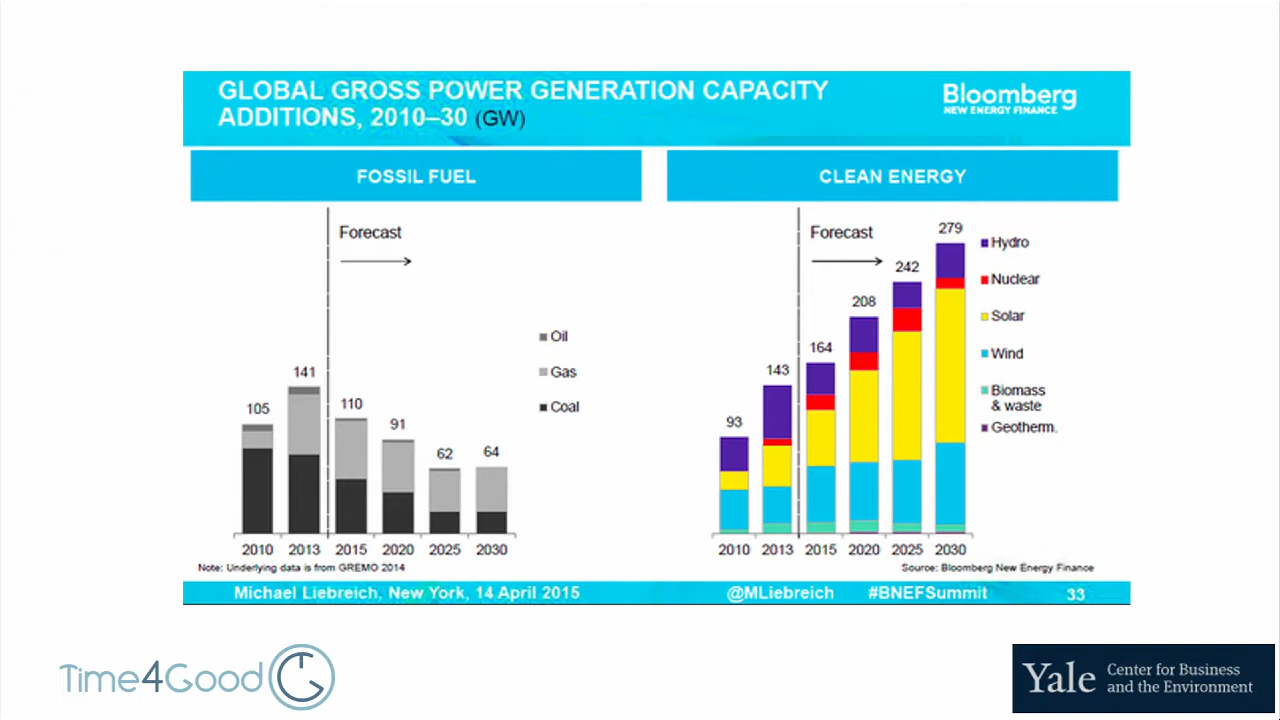 GLOBAL GROSS POWER GENERATION CAPACITY
ADDITIONS, 2010–30 (GW)
Bloomberg
NEW ENERGY FINANCE
FOSSIL FUEL
Forecast
Oil
Gas
Coal
105
141
110
91
62
64
2010
2013
2015
2020
2025
2030
Note: Underlying data is from GREMO 2014
CLEAN ENERGY
Forecast
Hydro
Nuclear
Solar
Wind
Biomass
& waste
Geotherm.
93
143
164
208
242
279
2010
2013
2015
2020
2025
2030
Source: Bloomberg New Energy Finance
Michael Liebreich, New York, 14 April 2015
@MLiebreich
#BNEFSummit
33
Time4Good
Yale
Center for Business
and the Environment